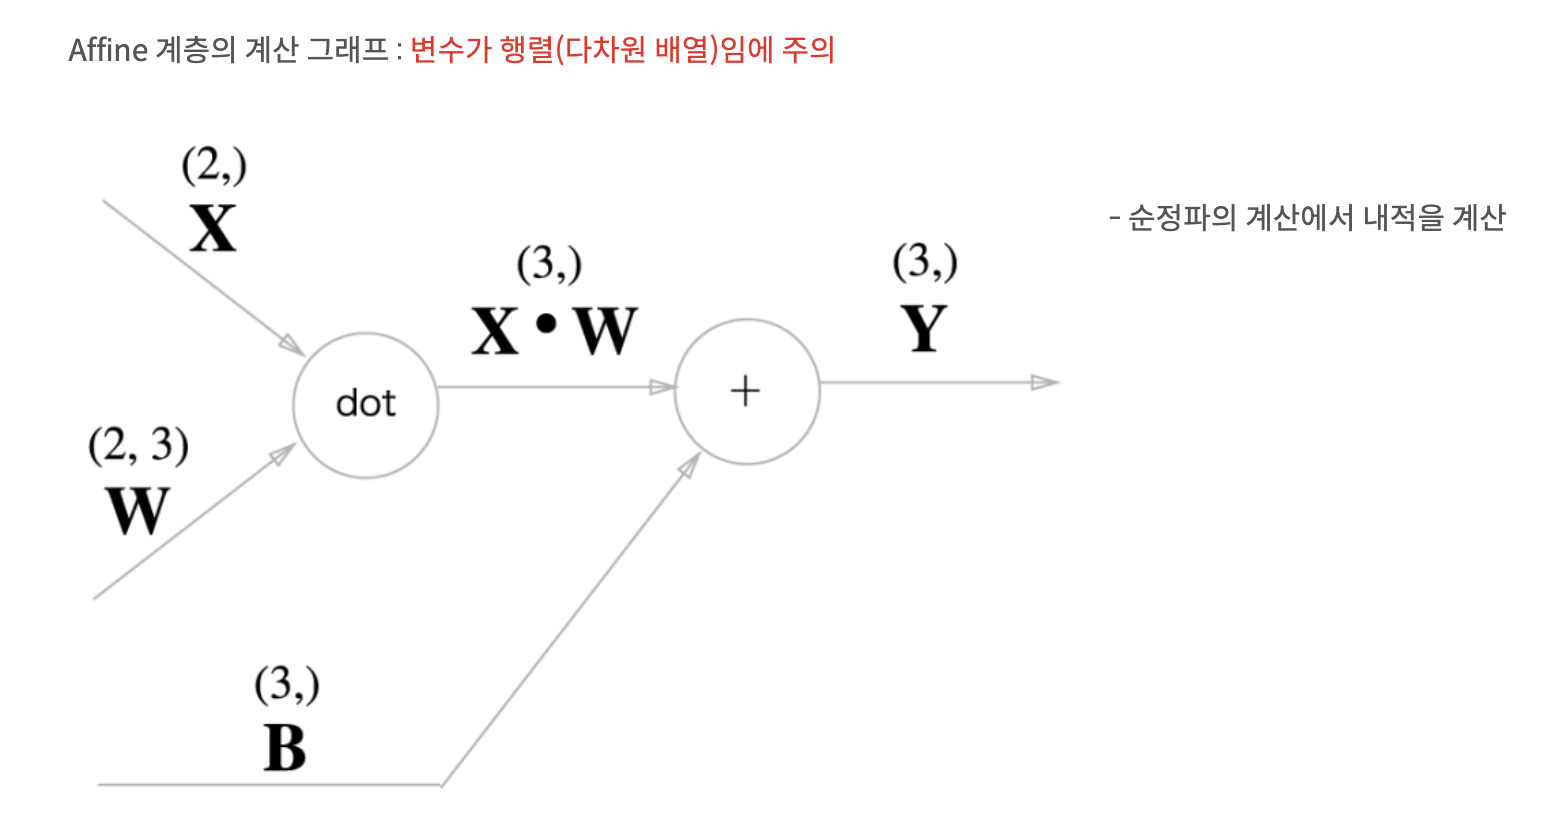 Affine 계층의 계산 그래프 : 변수가 행렬(다차원 배열)임에 주의
(2,)
X
- 순정파의 계산에서 내적을 계산
(3,)
X • W
(3,)
Y
dot
+
(2, 3)
W
(3,)
B